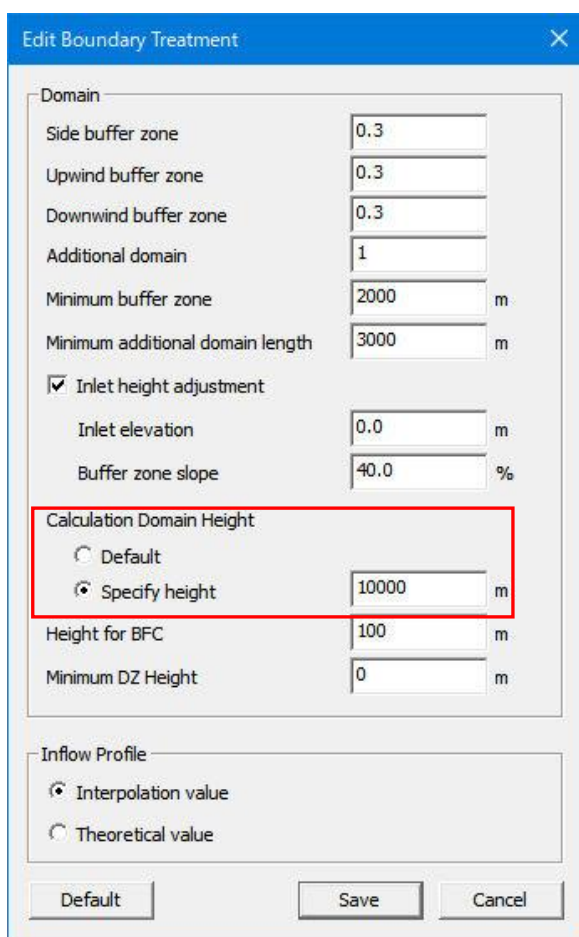 Edit Boundary Treatment
Domain
Side buffer zone 0.3
Upwind buffer zone 0.3
Downwind buffer zone 0.3
Additional domain 1
Minimum buffer zone 2000 m
Minimum additional domain length 3000 m
Inlet height adjustment
Inlet elevation 0.0 m
Buffer zone slope 40.0 %
Calculation Domain Height
Default
Specify height 10000 m
Height for BFC 100 m
Minimum DZ Height 0 m
Inflow Profile
Interpolation value
Theoretical value
Default Save Cancel